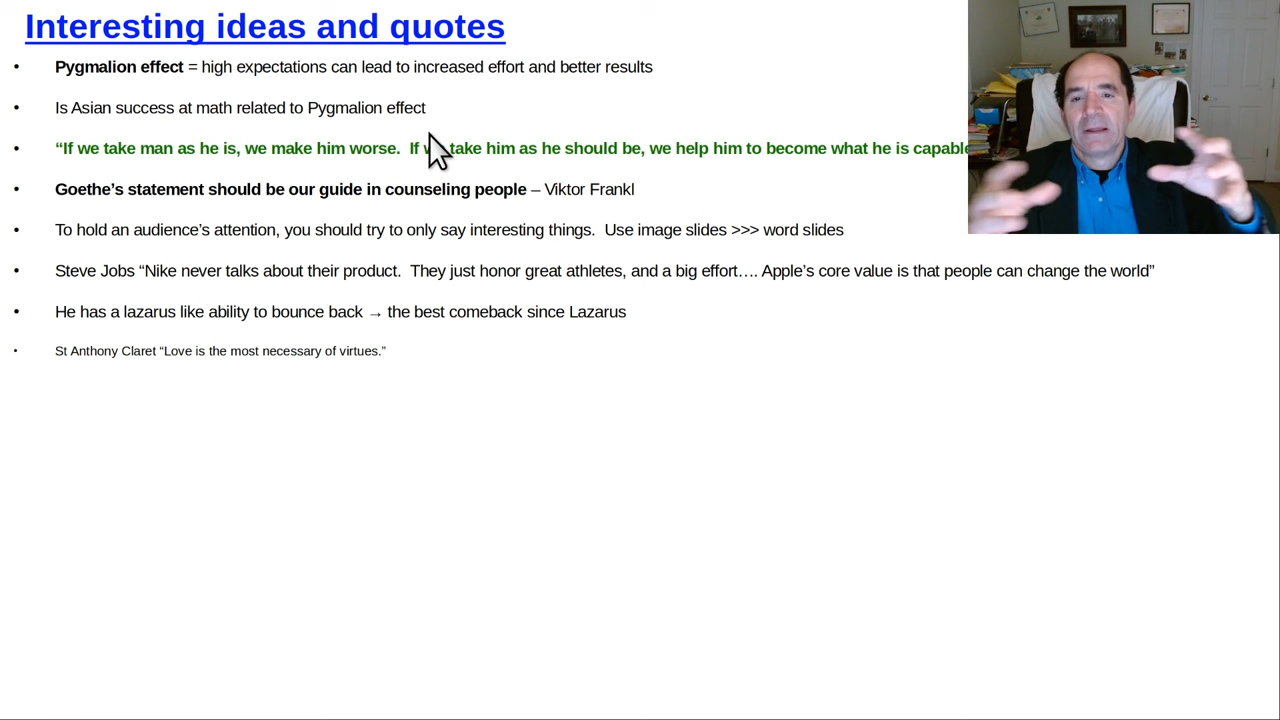 Interesting ideas and quotes
• Pygmalion effect = high expectations can lead to increased effort and better results
• Is Asian success at math related to Pygmalion effect
• “If we take man as he is, we make him worse.  If take him as he should be, we help him to become what he is
• Goethe’s statement should be our guide in counseling people – Viktor Frankl
• To hold an audience’s attention, you should try to only say interesting things.  Use image slides >>> word slides
• Steve Jobs “Nike never talks about their product.  They just honor great athletes, and a big effort…. Apple’s core value is that people can change the world”
• He has a lazarus like ability to bounce back → the best comeback since Lazarus
• St Anthony Claret “Love is the most necessary of virtues.”